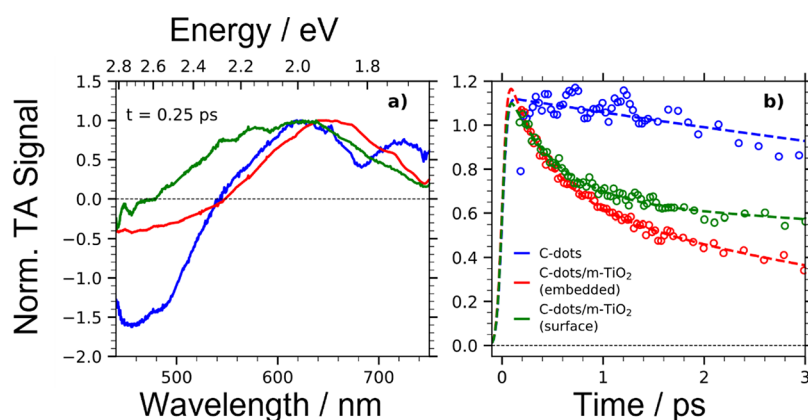 Energy / eV
2.8 2.6 2.4 2.2 2.0 1.8
Norm. TA Signal
1.5
1.0
0.5
0.0
−0.5
−1.0
−1.5
−2.0
t = 0.25 ps
a)
500 600 700
Wavelength / nm
1.2
1.0
0.8
0.6
0.4
0.2
0.0
b)
C-dots
C-dots/m-TiO₂
(embedded)
C-dots/m-TiO₂
(surface)
0 1 2 3
Time / ps